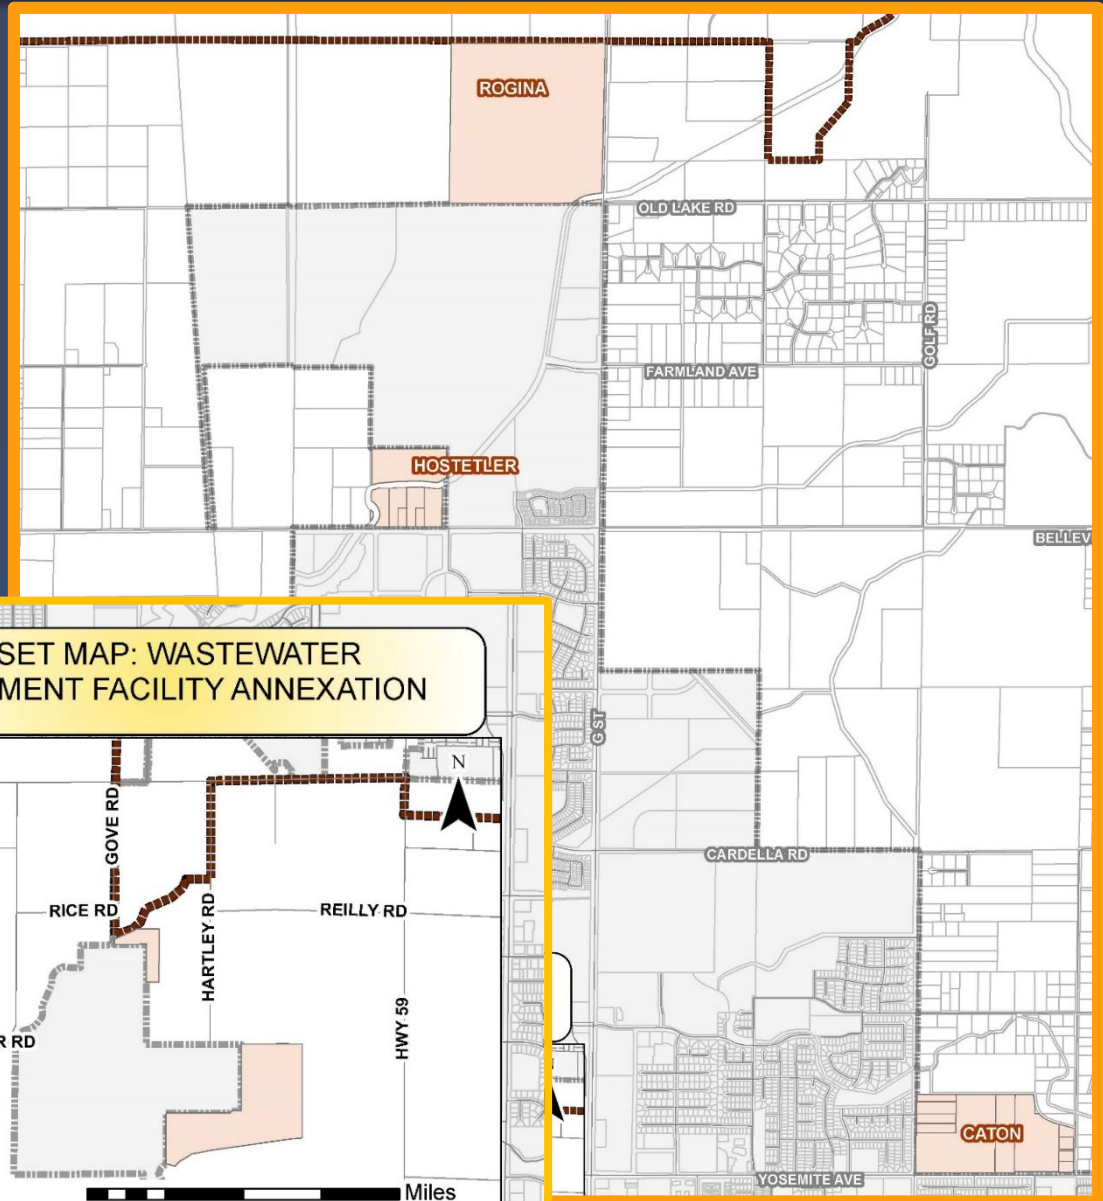 ROGINA
OLD LAKE RD
GOLF RD
FARMLAND AVE
HOSTETLER
BELLEV
G ST
CARDELLA RD
CATON
YOSEMITE AVE
SET MAP: WASTEWATER
MENT FACILITY ANNEXATION
N
GOVE RD
RICE RD
HARTLEY RD
REILLY RD
HWY 59
R RD
Miles